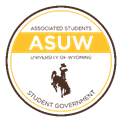 ASSOCIATED STUDENTS
ASUW
UNIVERSITY OF WYOMING
STUDENT GOVERNMENT